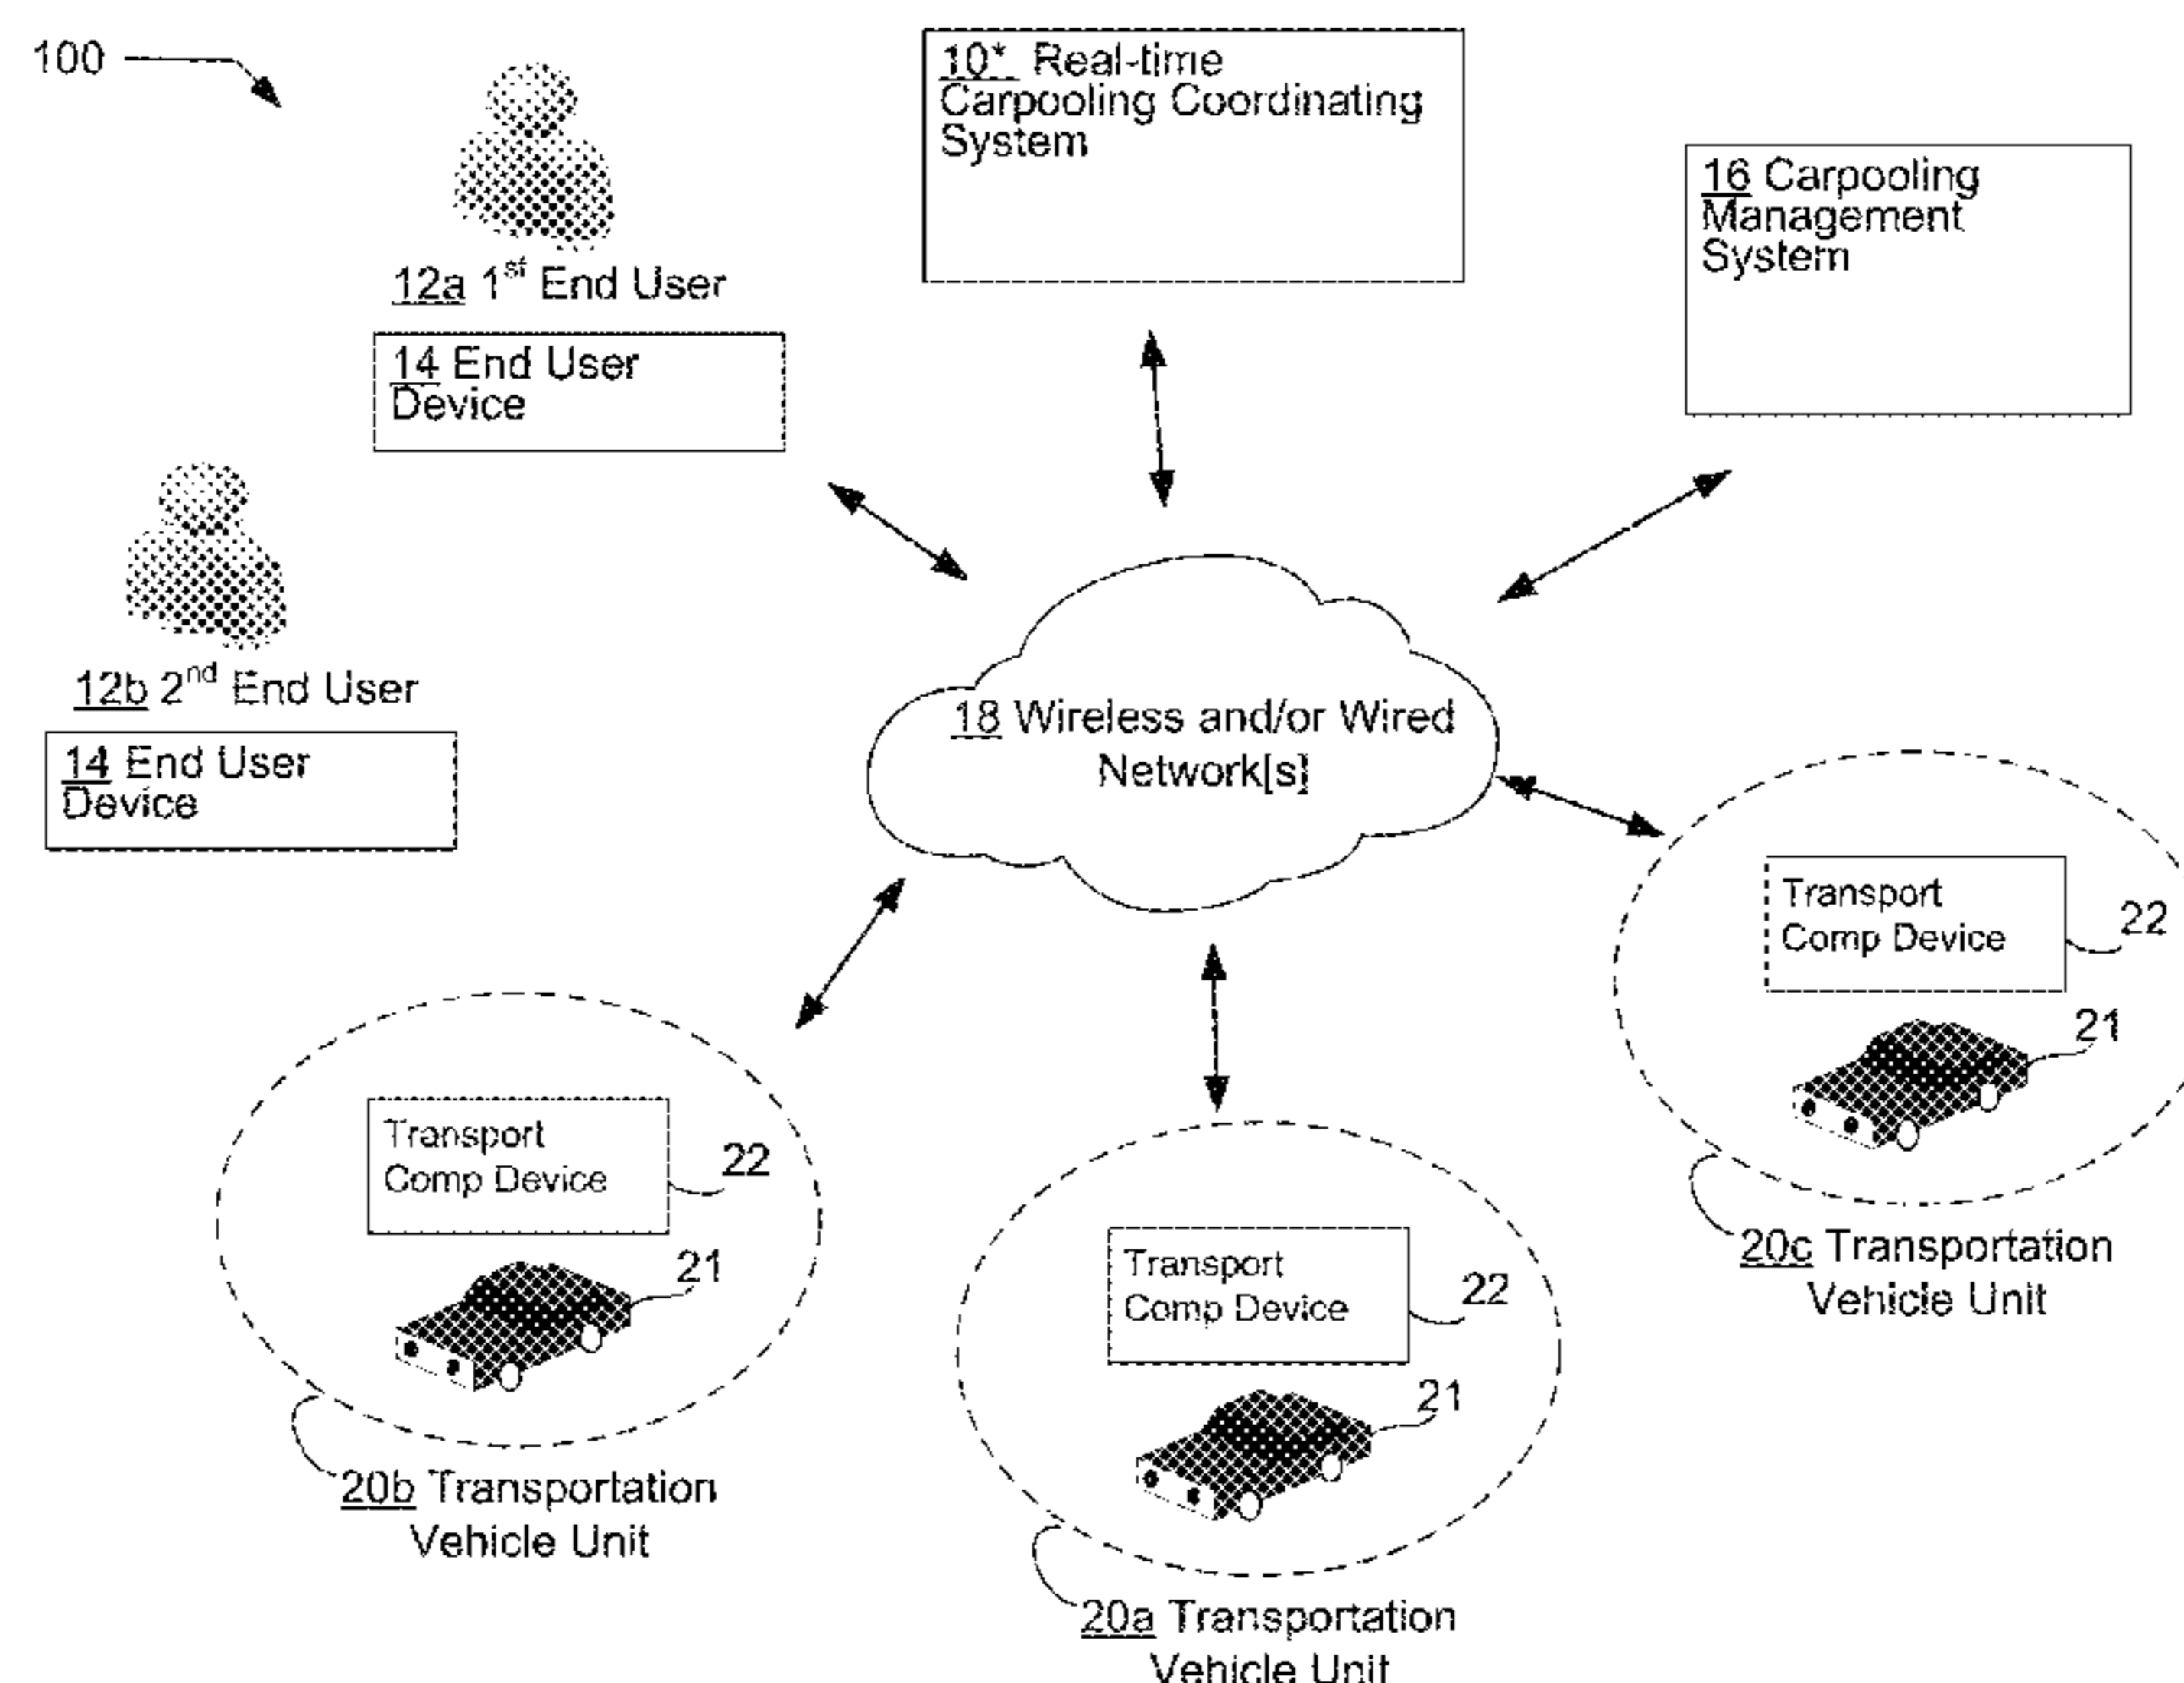 100
10* Real-time
Carpooling Coordinating
System
16 Carpooling
Management
System
12a 1st End User
14 End User
Device
12b 2nd End User
14 End User
Device
18 Wireless and/or Wired
Network[s]
Transport
Comp Device
22
21
20c Transportation
Vehicle Unit
Transport
Comp Device
22
21
20b Transportation
Vehicle Unit
Transport
Comp Device
22
21
20a Transportation
Vehicle Unit